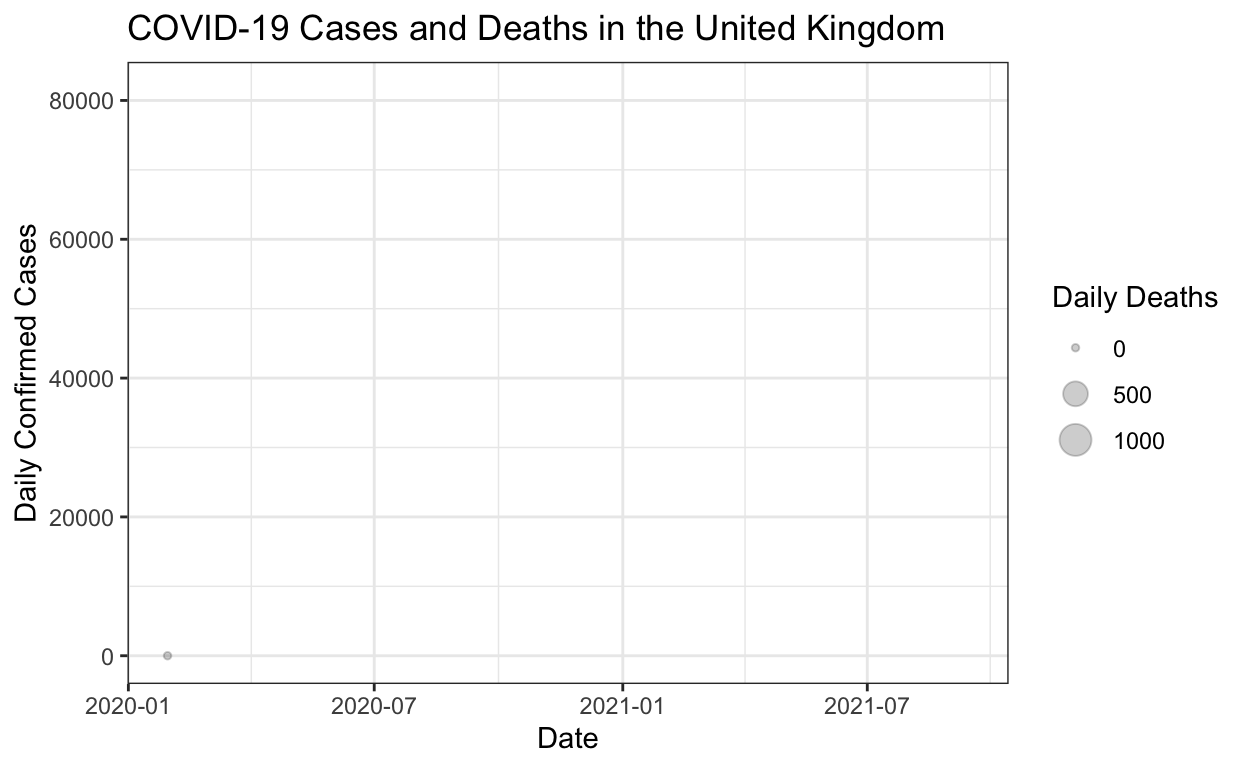 COVID-19 Cases and Deaths in the United Kingdom
80000
60000
40000
20000
0
Daily Confirmed Cases
2020-01 2020-07 2021-01 2021-07
Date
Daily Deaths
0
500
1000